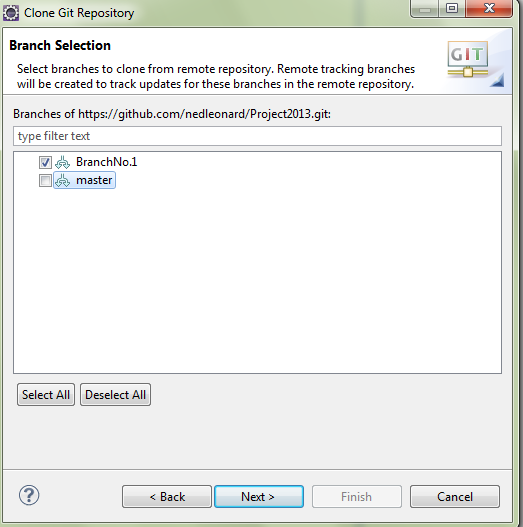 Clone Git Repository
Branch Selection
Select branches to clone from remote repository. Remote tracking branches
will be created to track updates for these branches in the remote repository.
GIT
Branches of https://github.com/nedleonard/Project2013.git:
type filter text
BranchNo.1
master
Select All Deselect All
? < Back Next > Finish Cancel